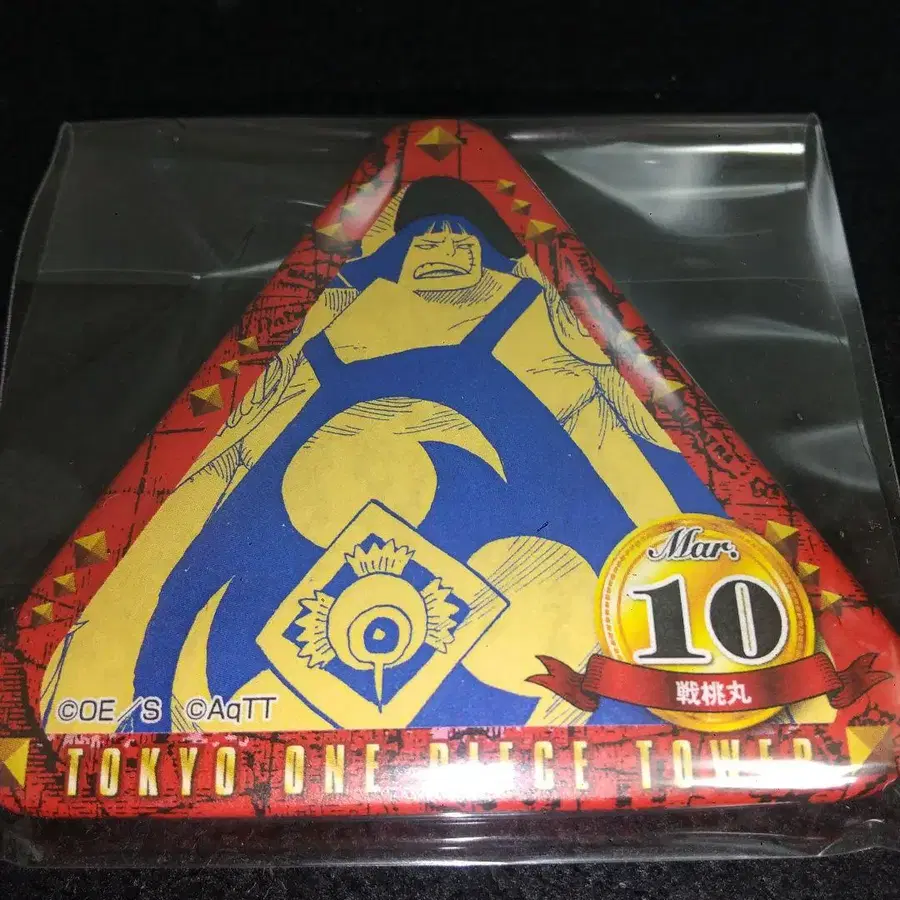 Mar.
10
戦桃丸
©OE/S ©AqTT
TOKYO ONE PIECE TOWER